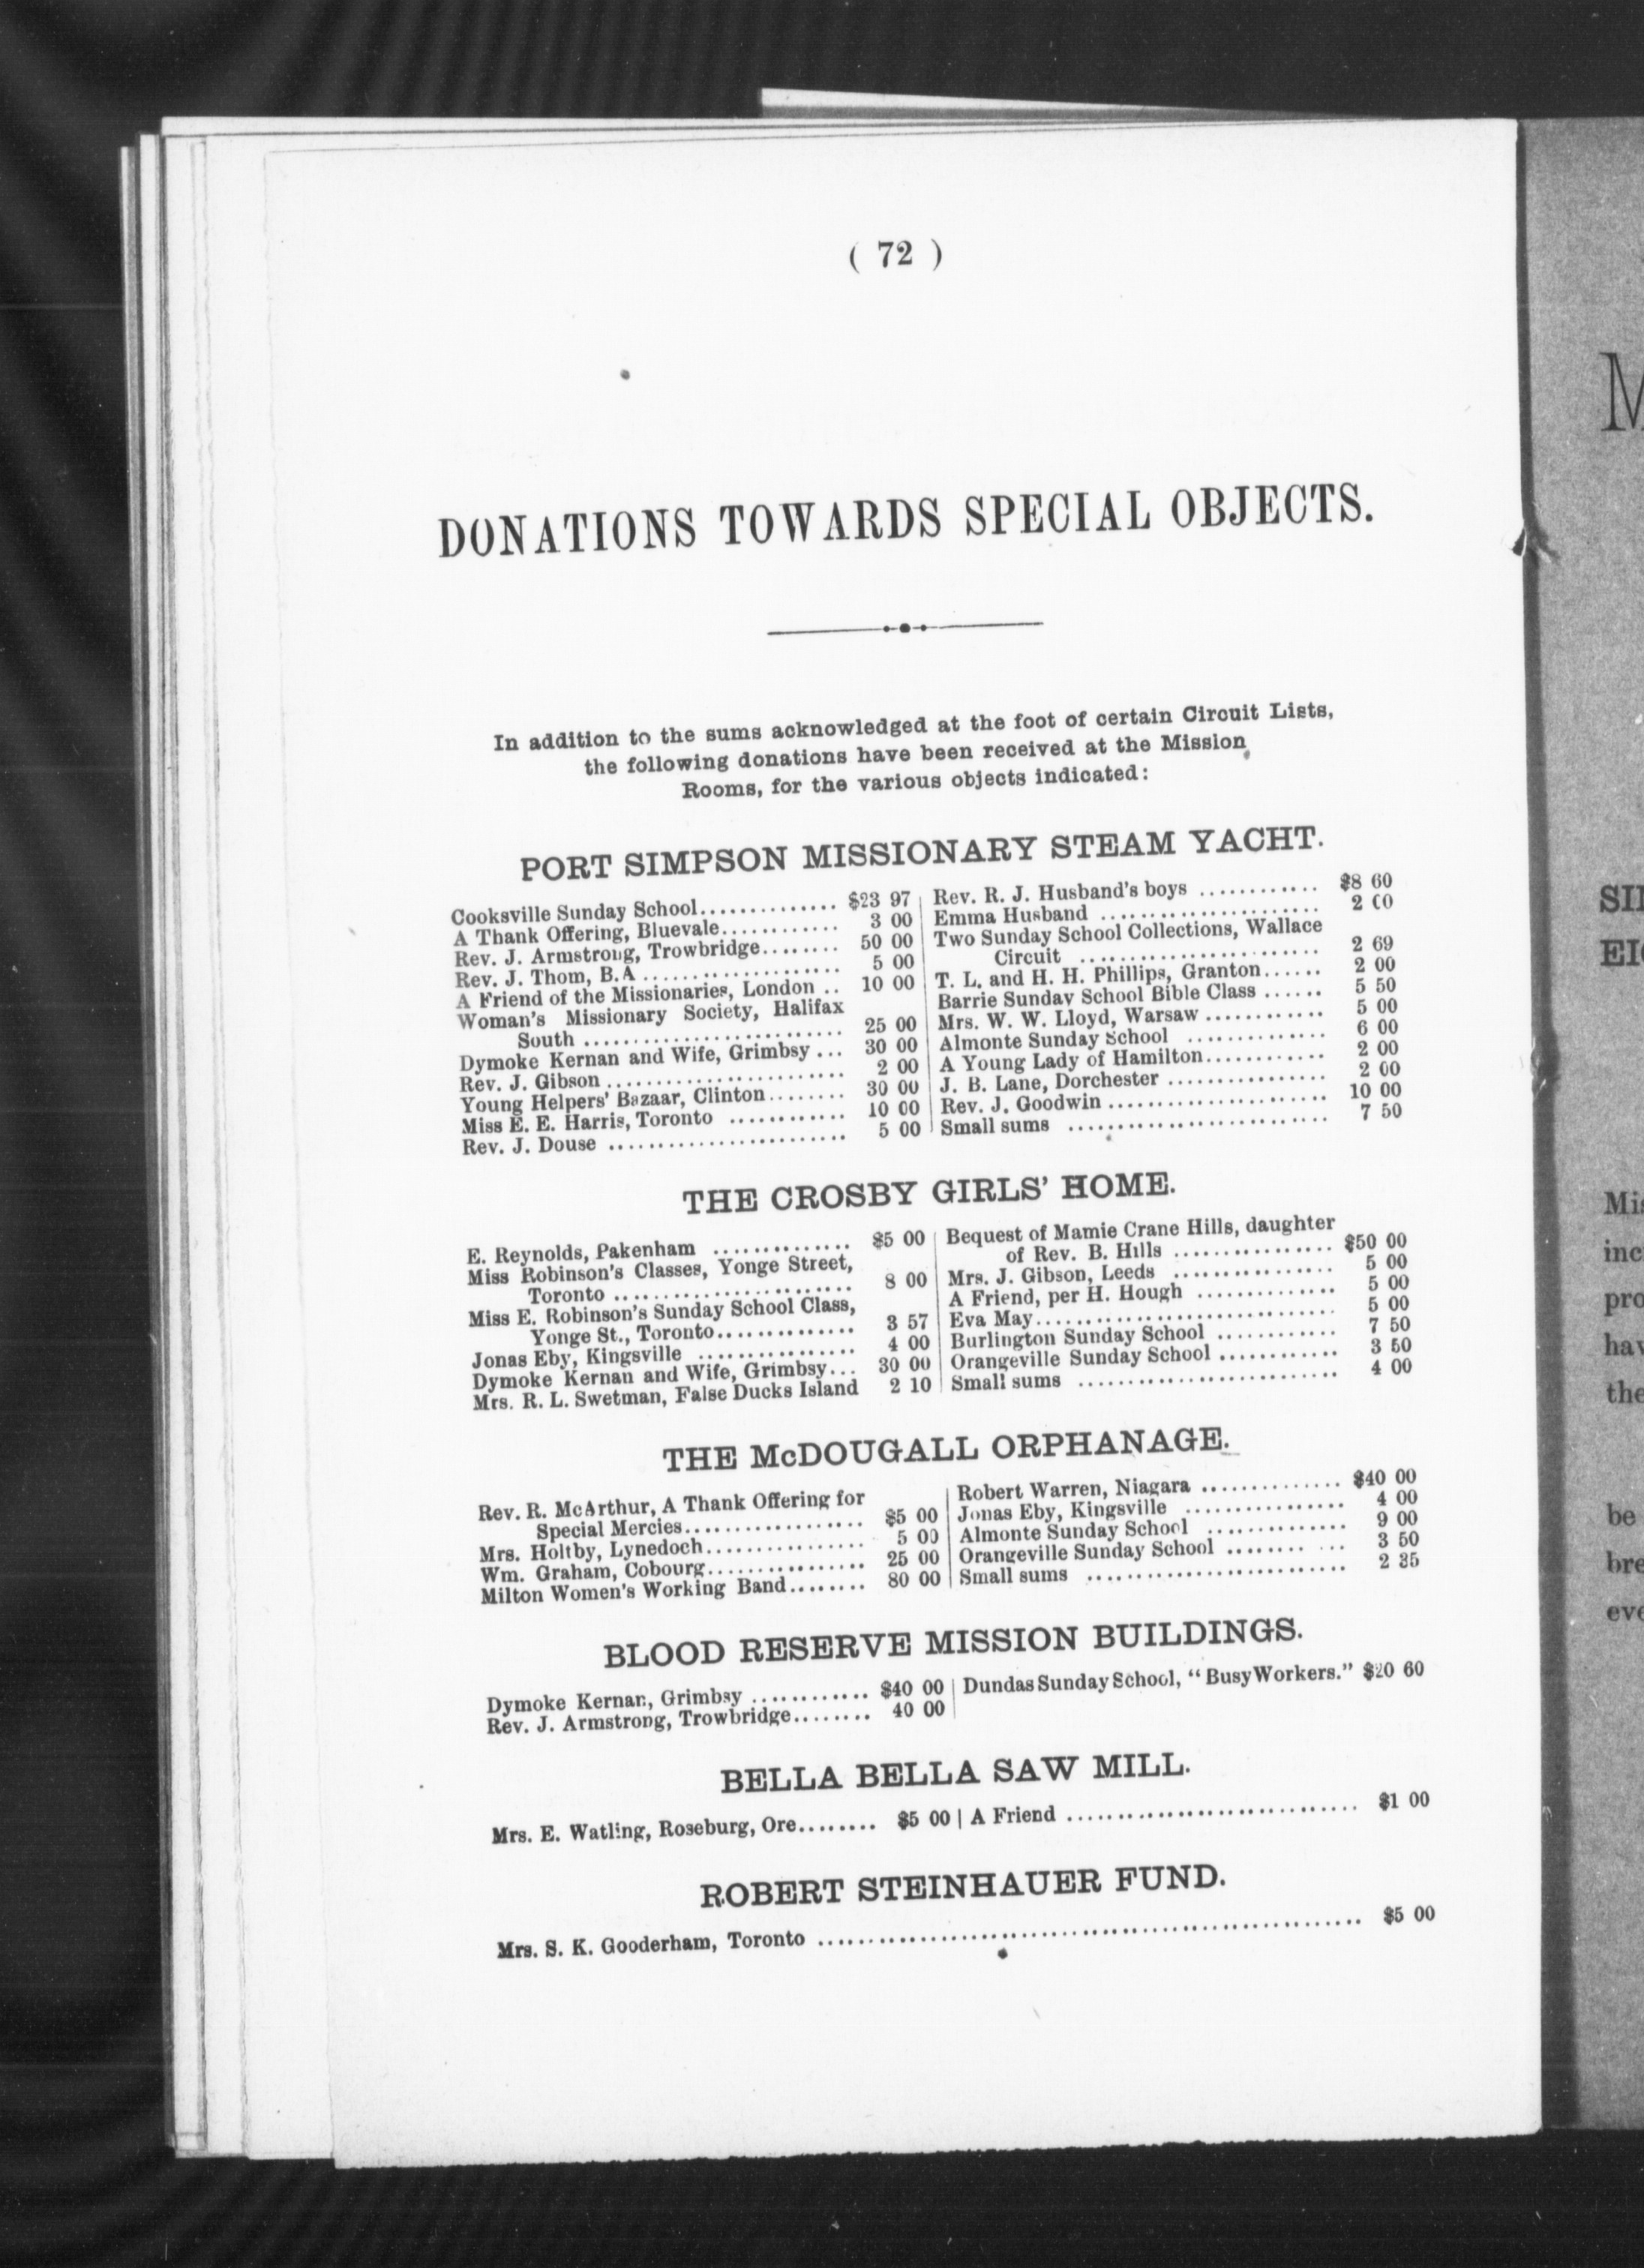 ( 72 )
DONATIONS TOWARDS SPECIAL OBJECTS.
In addition to the sums acknowledged at the foot of certain Circuit Lists,
the following donations have been received at the Mission
Rooms, for the various objects indicated:
PORT SIMPSON MISSIONARY STEAM YACHT.
Cooksville Sunday School.............. $23 97
A Thank Offering, Bluevale............ 3 00
Rev. J. Armstrong, Trowbridge........ 50 00
Rev. J. Thom, B.A .................... 5 00
A Friend of the Missionaries, London .. 10 00
Woman's Missionary Society, Halifax
South .......................... 25 00
Dymoke Kernan and Wife, Grimbsy ... 30 00
Rev. J. Gibson ........................ 2 00
Young Helpers' Bazaar, Clinton........ 30 00
Miss E. E. Harris, Toronto ............ 10 00
Rev. J. Douse ........................ 5 00
Rev. R. J. Husband's boys ............ $8 60
Emma Husband ...................... 2 00
Two Sunday School Collections, Wallace
Circuit ........................ 2 69
T. L. and H. H. Phillips, Granton...... 2 00
Barrie Sunday School Bible Class ...... 5 50
Mrs. W. W. Lloyd, Warsaw ............ 5 00
Almonte Sunday School .............. 6 00
A Young Lady of Hamilton............ 2 00
J. B. Lane, Dorchester ................ 2 00
Rev. J. Goodwin ...................... 10 00
Small sums .......................... 7 50
THE CROSBY GIRLS' HOME.
E. Reynolds, Pakenham .............. $5 00
Miss Robinson's Classes, Yonge Street,
Toronto ........................ 8 00
Miss E. Robinson's Sunday School Class,
Yonge St., Toronto.............. 3 57
Jonas Eby, Kingsville ................ 4 00
Dymoke Kernan and Wife, Grimbsy... 30 00
Mrs. R. L. Swetman, False Ducks Island 2 10
Bequest of Mamie Crane Hills, daughter
of Rev. B. Hills ................ $50 00
Mrs. J. Gibson, Leeds ................ 5 00
A Friend, per H. Hough .............. 5 00
Eva May.............................. 5 00
Burlington Sunday School ............ 7 50
Orangeville Sunday School ............ 3 50
Small sums .......................... 4 00
THE McDOUGALL ORPHANAGE.
Rev. R. McArthur, A Thank Offering for
Special Mercies.................. $5 00
Mrs. Holtby, Lynedoch................ 5 00
Wm. Graham, Cobourg................ 25 00
Milton Women's Working Band........ 80 00
Robert Warren, Niagara .............. $40 00
Jonas Eby, Kingsville ................ 4 00
Almonte Sunday School .............. 9 00
Orangeville Sunday School ........ ... 3 50
Small sums .......................... 2 35
BLOOD RESERVE MISSION BUILDINGS.
Dymoke Kernan, Grimbsy ............ $40 00
Rev. J. Armstrong, Trowbridge........ 40 00
Dundas Sunday School, "Busy Workers." $20 60
BELLA BELLA SAW MILL.
Mrs. E. Watling, Roseburg, Ore........ $5 00 | A Friend ............................ $1 00
ROBERT STEINHAUER FUND.
Mrs. S. K. Gooderham, Toronto ...................................................... $5 00